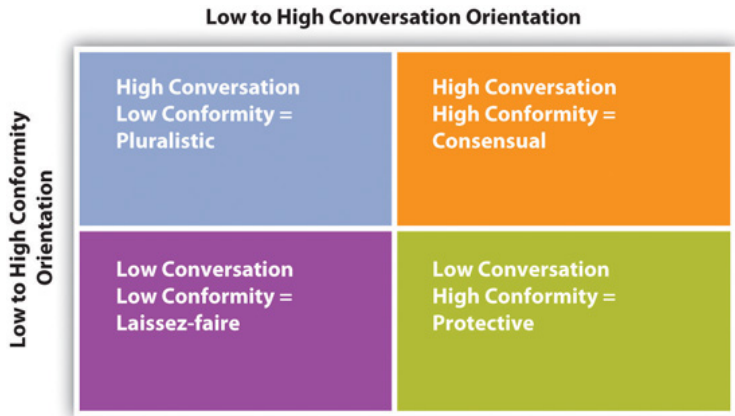 Low to High Conversation Orientation
High Conversation
Low Conformity =
Pluralistic
High Conversation
High Conformity =
Consensual
Low to High Conformity
Orientation
Low Conversation
Low Conformity =
Laissez-faire
Low Conversation
High Conformity =
Protective